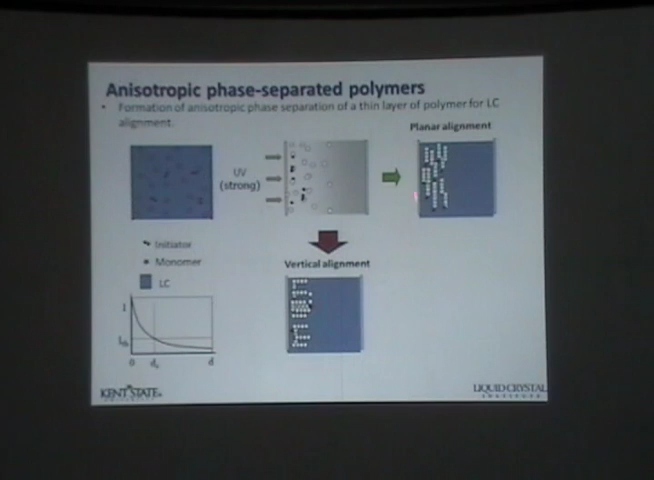 Anisotropic phase-separated polymers
• Formation of anisotropic phase separation of a thin layer of polymer for LC
alignment.
Planar alignment
UV
(strong)
Initiator
Monomer
LC
Vertical alignment
I
0 d
KENT STATE
LIQUID CRYSTAL
INSTITUTE